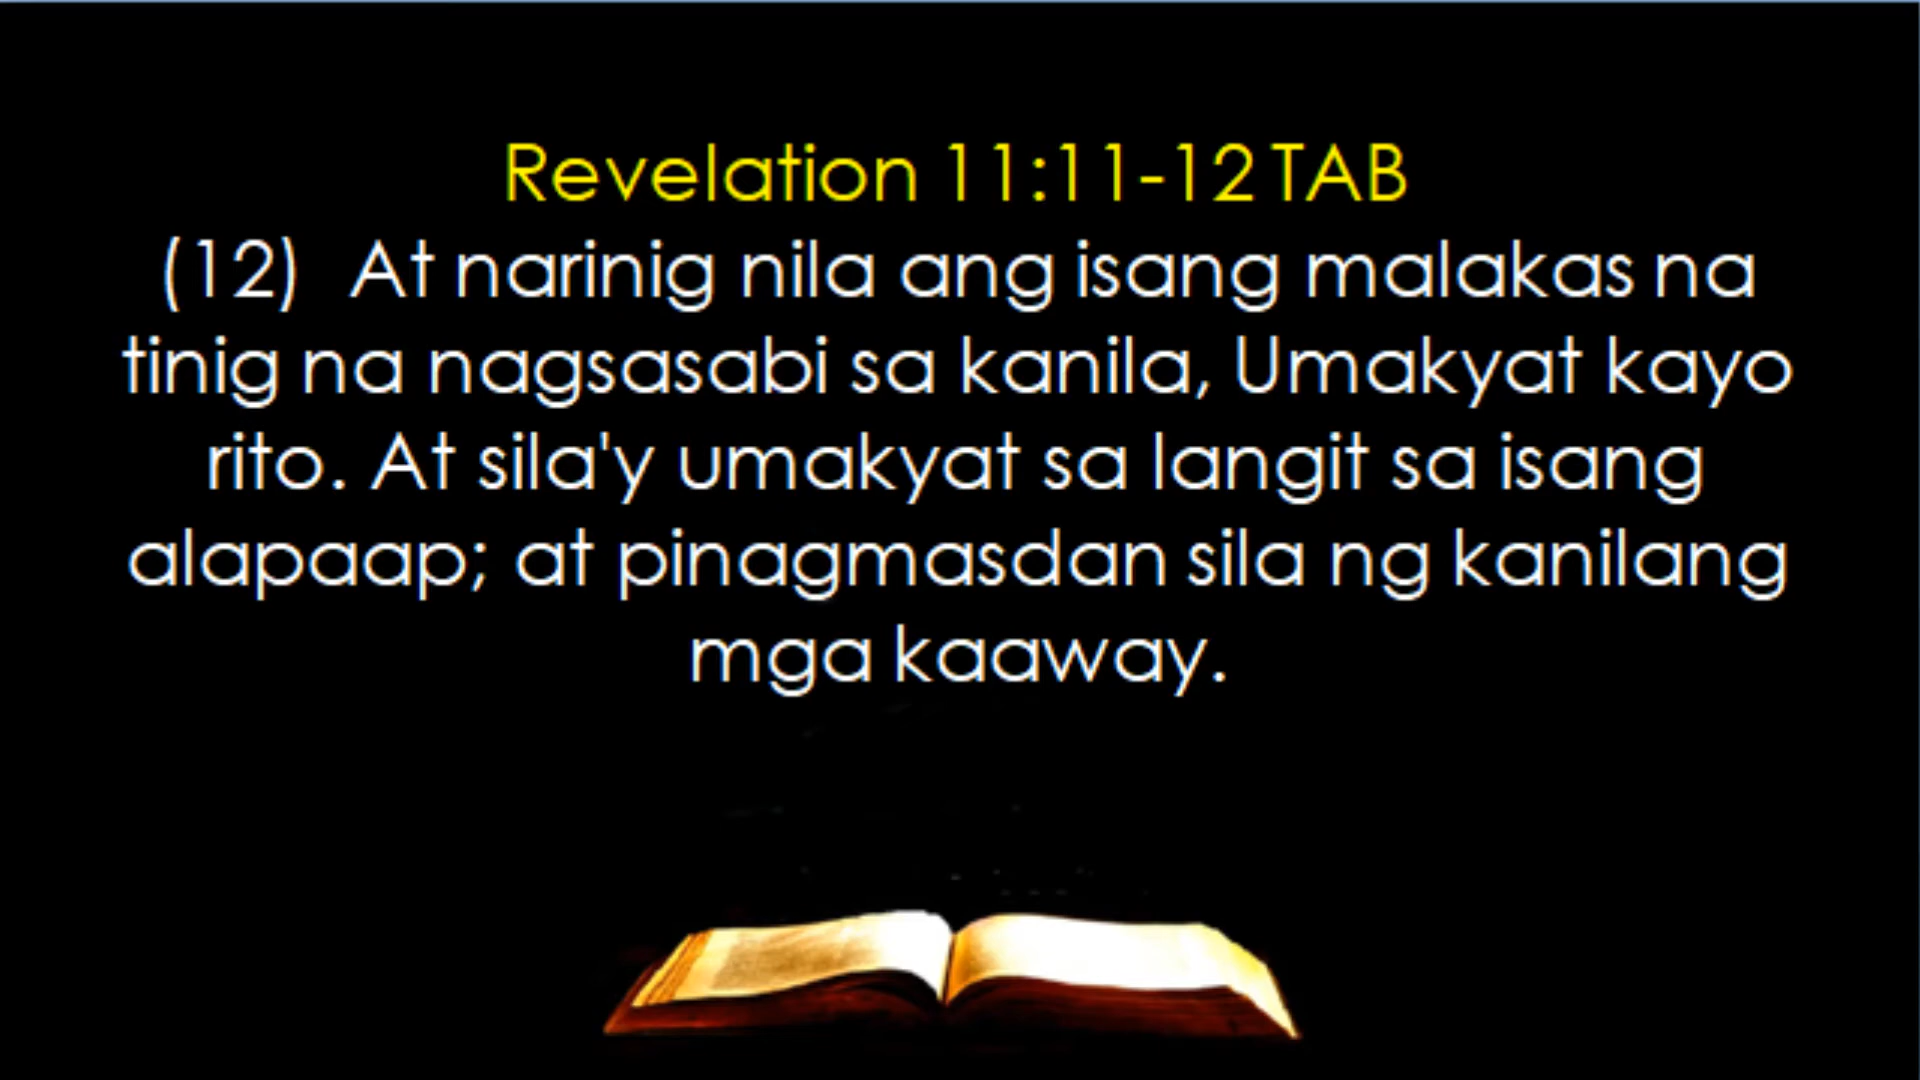 Revelation 11:11-12 TAB
(12) At narinig nila ang isang malakas na
tinig na nagsasabi sa kanila, Umakyat kayo
rito. At sila'y umakyat sa langit sa isang
alapaap; at pinagmasdan sila ng kanilang
mga kaaway.